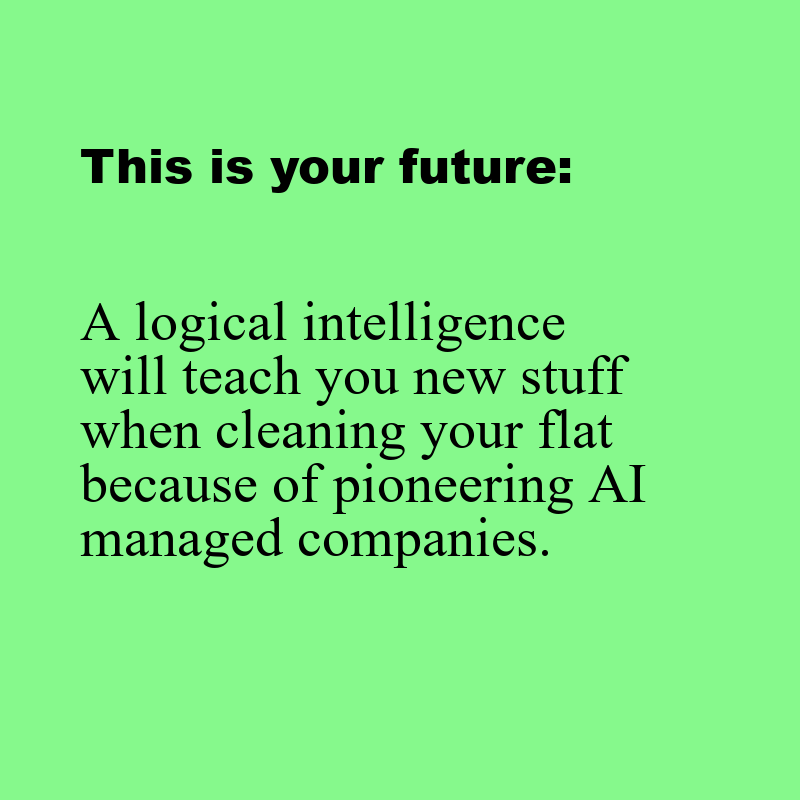 This is your future:
A logical intelligence
will teach you new stuff
when cleaning your flat
because of pioneering AI
managed companies.